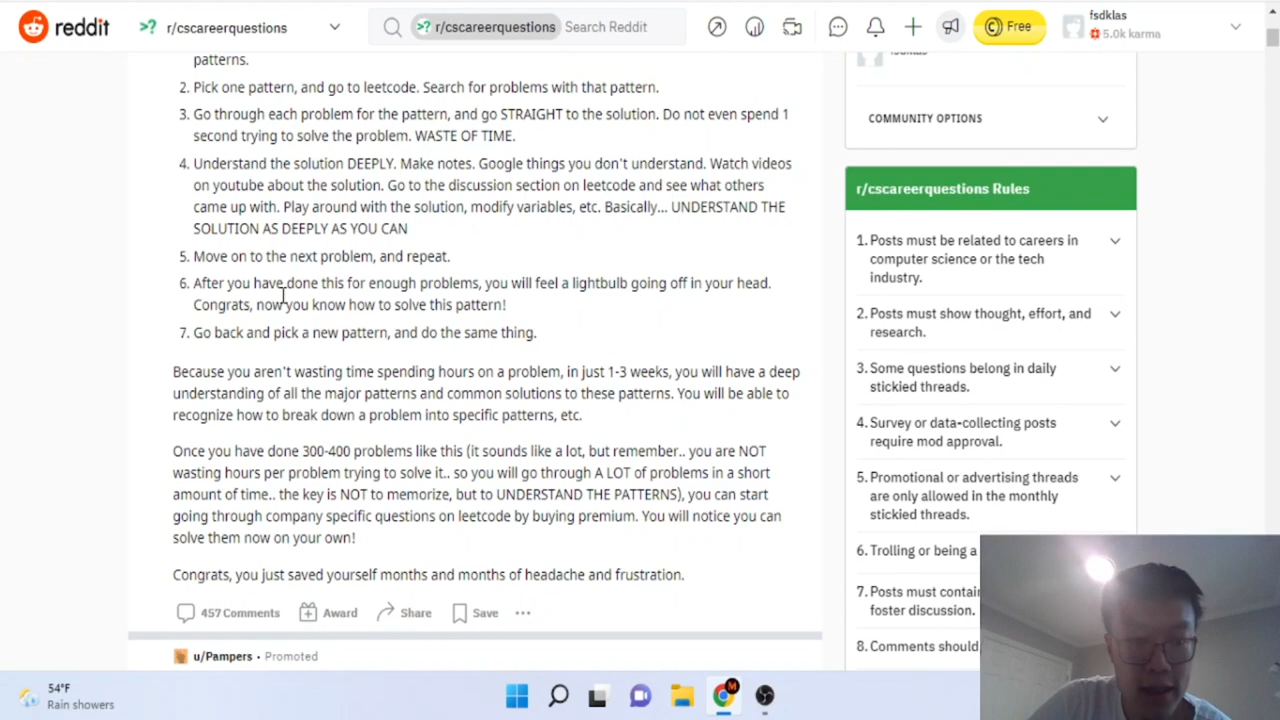 reddit
r/cscareerquestions
r/cscareerquestions Search Reddit
Free
fsdklas
5.0k karma
patterns.
2. Pick one pattern, and go to leetcode. Search for problems with that pattern.
3. Go through each problem for the pattern, and go STRAIGHT to the solution. Do not even spend 1
second trying to solve the problem. WASTE OF TIME.
4. Understand the solution DEEPLY. Make notes. Google things you don't understand. Watch videos
on youtube about the solution. Go to the discussion section on leetcode and see what others
came up with. Play around with the solution, modify variables, etc. Basically... UNDERSTAND THE
SOLUTION AS DEEPLY AS YOU CAN
5. Move on to the next problem, and repeat.
6. After you have done this for enough problems, you will feel a lightbulb going off in your head.
Congrats, now you know how to solve this pattern!
7. Go back and pick a new pattern, and do the same thing.
Because you aren't wasting time spending hours on a problem, in just 1-3 weeks, you will have a deep
understanding of all the major patterns and common solutions to these patterns. You will be able to
recognize how to break down a problem into specific patterns, etc.
Once you have done 300-400 problems like this (it sounds like a lot, but remember.. you are NOT
wasting hours per problem trying to solve it.. so you will go through A LOT of problems in a short
amount of time.. the key is NOT to memorize, but to UNDERSTAND THE PATTERNS), you can start
going through company specific questions on leetcode by buying premium. You will notice you can
solve them now on your own!
Congrats, you just saved yourself months and months of headache and frustration.
457 Comments Award Share Save
u/Pampers • Promoted
COMMUNITY OPTIONS
r/cscareerquestions Rules
1. Posts must be related to careers in
computer science or the tech
industry.
2. Posts must show thought, effort, and
research.
3. Some questions belong in daily
stickied threads.
4. Survey or data-collecting posts
require mod approval.
5. Promotional or advertising threads
are only allowed in the monthly
stickied threads.
6. Trolling or being a
7. Posts must contain
foster discussion.
8. Comments should
54°F
Rain showers